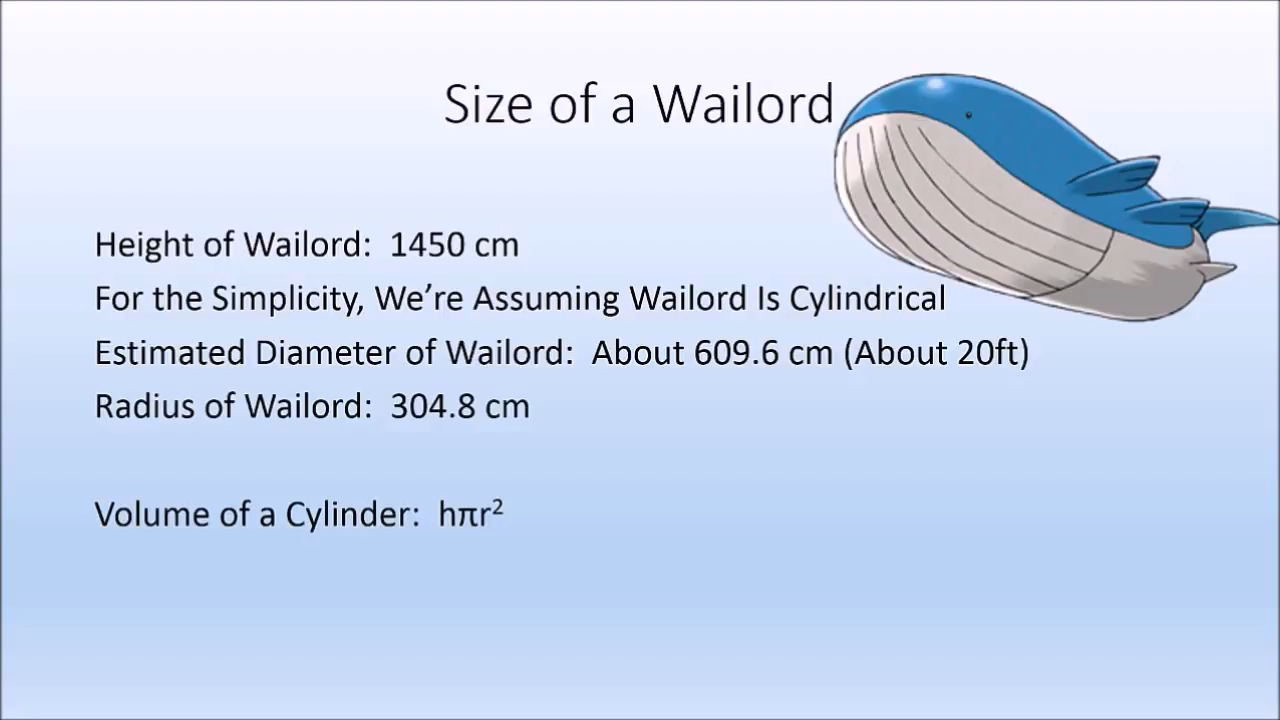 Size of a Wailord
Height of Wailord:  1450 cm
For the Simplicity, We’re Assuming Wailord Is Cylindrical
Estimated Diameter of Wailord:  About 609.6 cm (About 20ft)
Radius of Wailord:  304.8 cm
Volume of a Cylinder:  hπr²